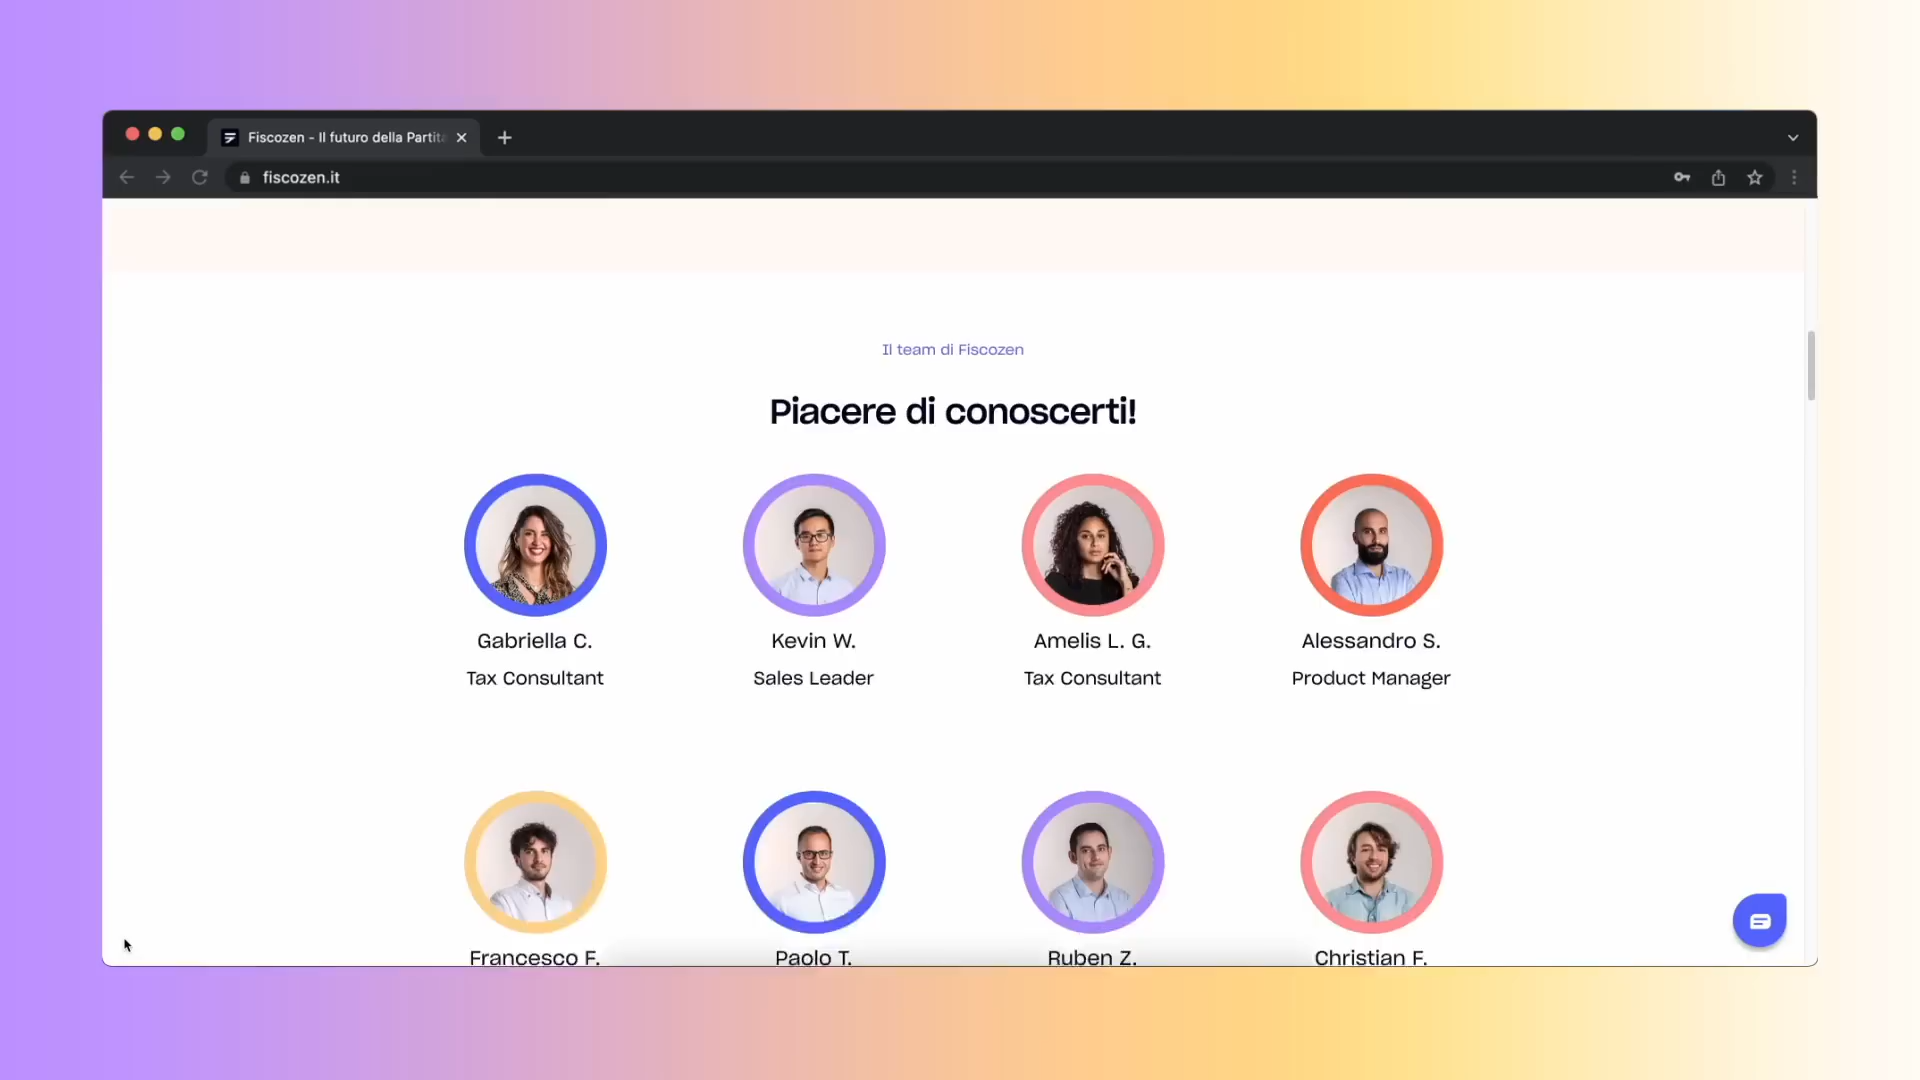 Fiscozen - Il futuro della Partit
fiscozen.it
Il team di Fiscozen
Piacere di conoscerti!
Gabriella C.
Tax Consultant
Kevin W.
Sales Leader
Amelis L. G.
Tax Consultant
Alessandro S.
Product Manager
Francesco F.
Paolo T.
Ruben Z.
Christian F.